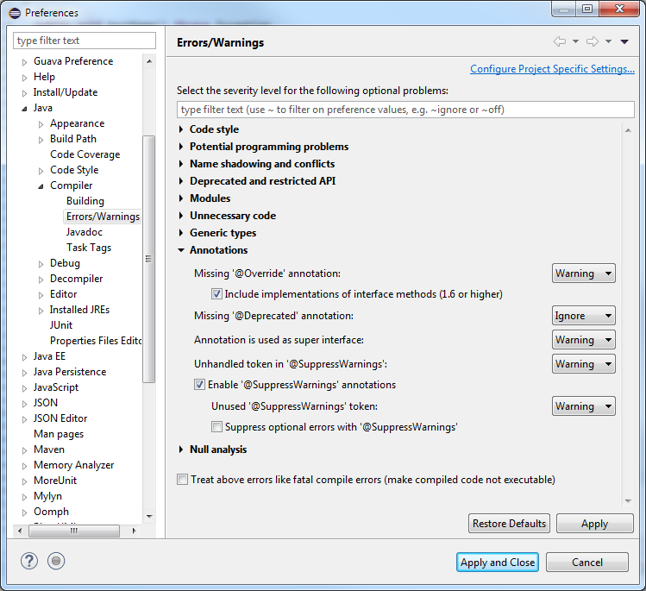 Preferences
type filter text
Guava Preference
Help
Install/Update
Java
Appearance
Build Path
Code Coverage
Code Style
Compiler
Building
Errors/Warnings
Javadoc
Task Tags
Debug
Decompiler
Editor
Installed JREs
JUnit
Properties Files Edito
Java EE
Java Persistence
JavaScript
JSON
JSON Editor
Man pages
Maven
Memory Analyzer
MoreUnit
Mylyn
Oomph
Errors/Warnings
Configure Project Specific Settings...
Select the severity level for the following optional problems:
type filter text (use ~ to filter on preference values, e.g. ~ignore or ~off)
Code style
Potential programming problems
Name shadowing and conflicts
Deprecated and restricted API
Modules
Unnecessary code
Generic types
Annotations
Missing '@Override' annotation: Warning
Include implementations of interface methods (1.6 or higher)
Missing '@Deprecated' annotation: Ignore
Annotation is used as super interface: Warning
Unhandled token in '@SuppressWarnings': Warning
Enable '@SuppressWarnings' annotations
Unused '@SuppressWarnings' token: Warning
Suppress optional errors with '@SuppressWarnings'
Null analysis
Treat above errors like fatal compile errors (make compiled code not executable)
Restore Defaults Apply
Apply and Close Cancel